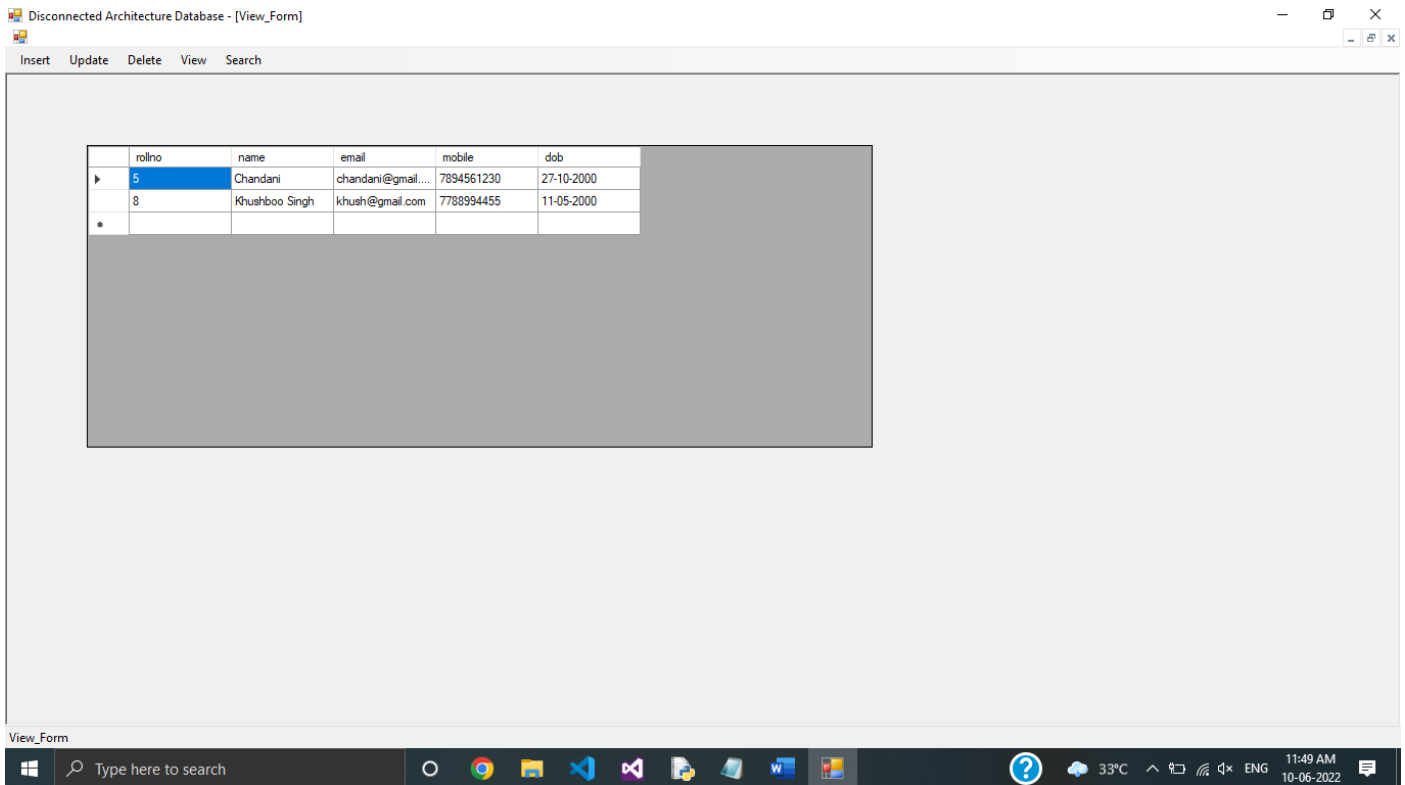 Disconnected Architecture Database - [View_Form]
Insert Update Delete View Search
rollno name email mobile dob
5 Chandani chandani@gmail.... 7894561230 27-10-2000
8 Khushboo Singh khush@gmail.com 7788994455 11-05-2000
View_Form
Type here to search
33°C ENG 11:49 AM
10-06-2022